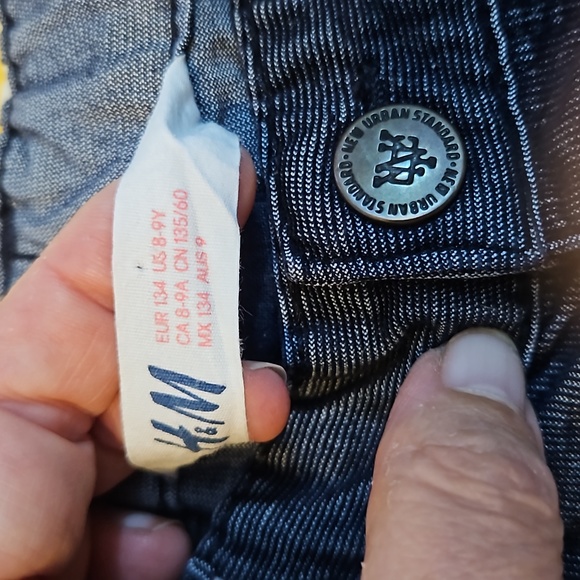 EUR 134 US 8-9Y
CA 8-9A CN 135/60
MX 134 AUS 9
H&M
NEW URBAN STANDARD · NEW URBAN STANDARD ·